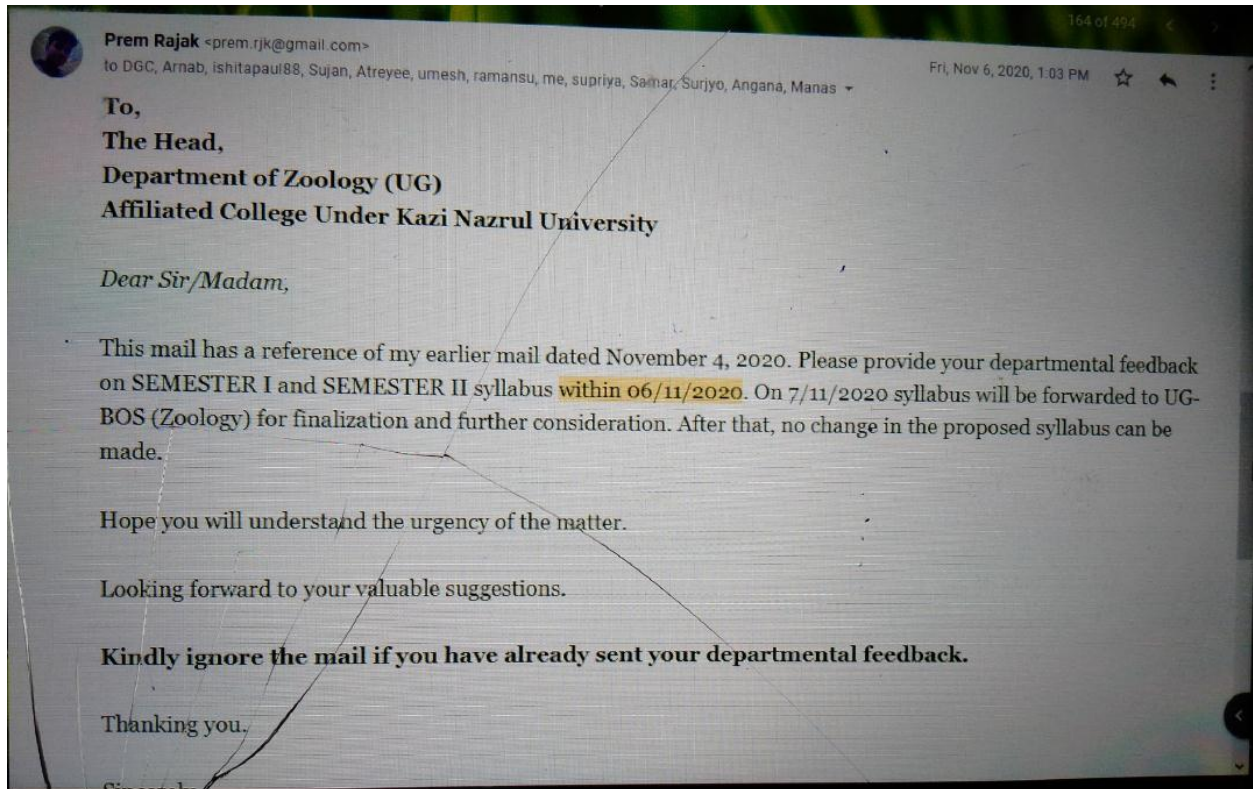 164 of 494
Prem Rajak <prem.rjk@gmail.com>
to DGC, Arnab, ishitapaul88, Sujan, Atreyee, umesh, ramansu, me, supriya, Samar, Surjyo, Angana, Manas
Fri, Nov 6, 2020, 1:03 PM
To,
The Head,
Department of Zoology (UG)
Affiliated College Under Kazi Nazrul University
Dear Sir/Madam,
This mail has a reference of my earlier mail dated November 4, 2020. Please provide your departmental feedback
on SEMESTER I and SEMESTER II syllabus within 06/11/2020. On 7/11/2020 syllabus will be forwarded to UG-
BOS (Zoology) for finalization and further consideration. After that, no change in the proposed syllabus can be
made.
Hope you will understand the urgency of the matter.
Looking forward to your valuable suggestions.
Kindly ignore the mail if you have already sent your departmental feedback.
Thanking you.